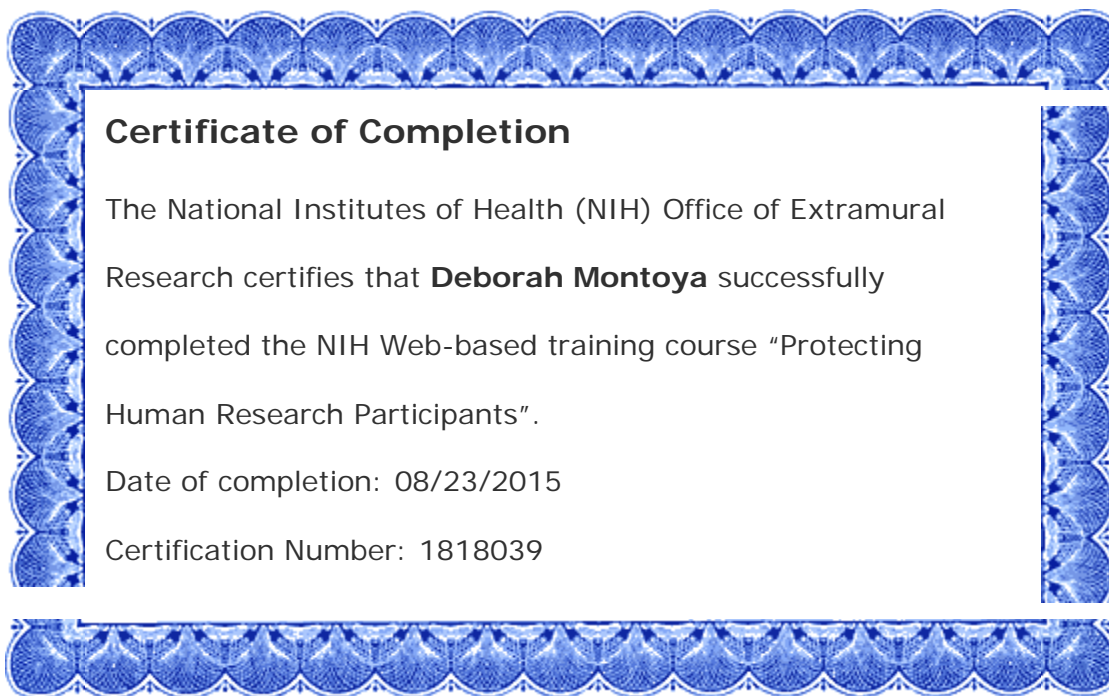 Certificate of Completion
The National Institutes of Health (NIH) Office of Extramural
Research certifies that Deborah Montoya successfully
completed the NIH Web-based training course “Protecting
Human Research Participants”.
Date of completion: 08/23/2015
Certification Number: 1818039